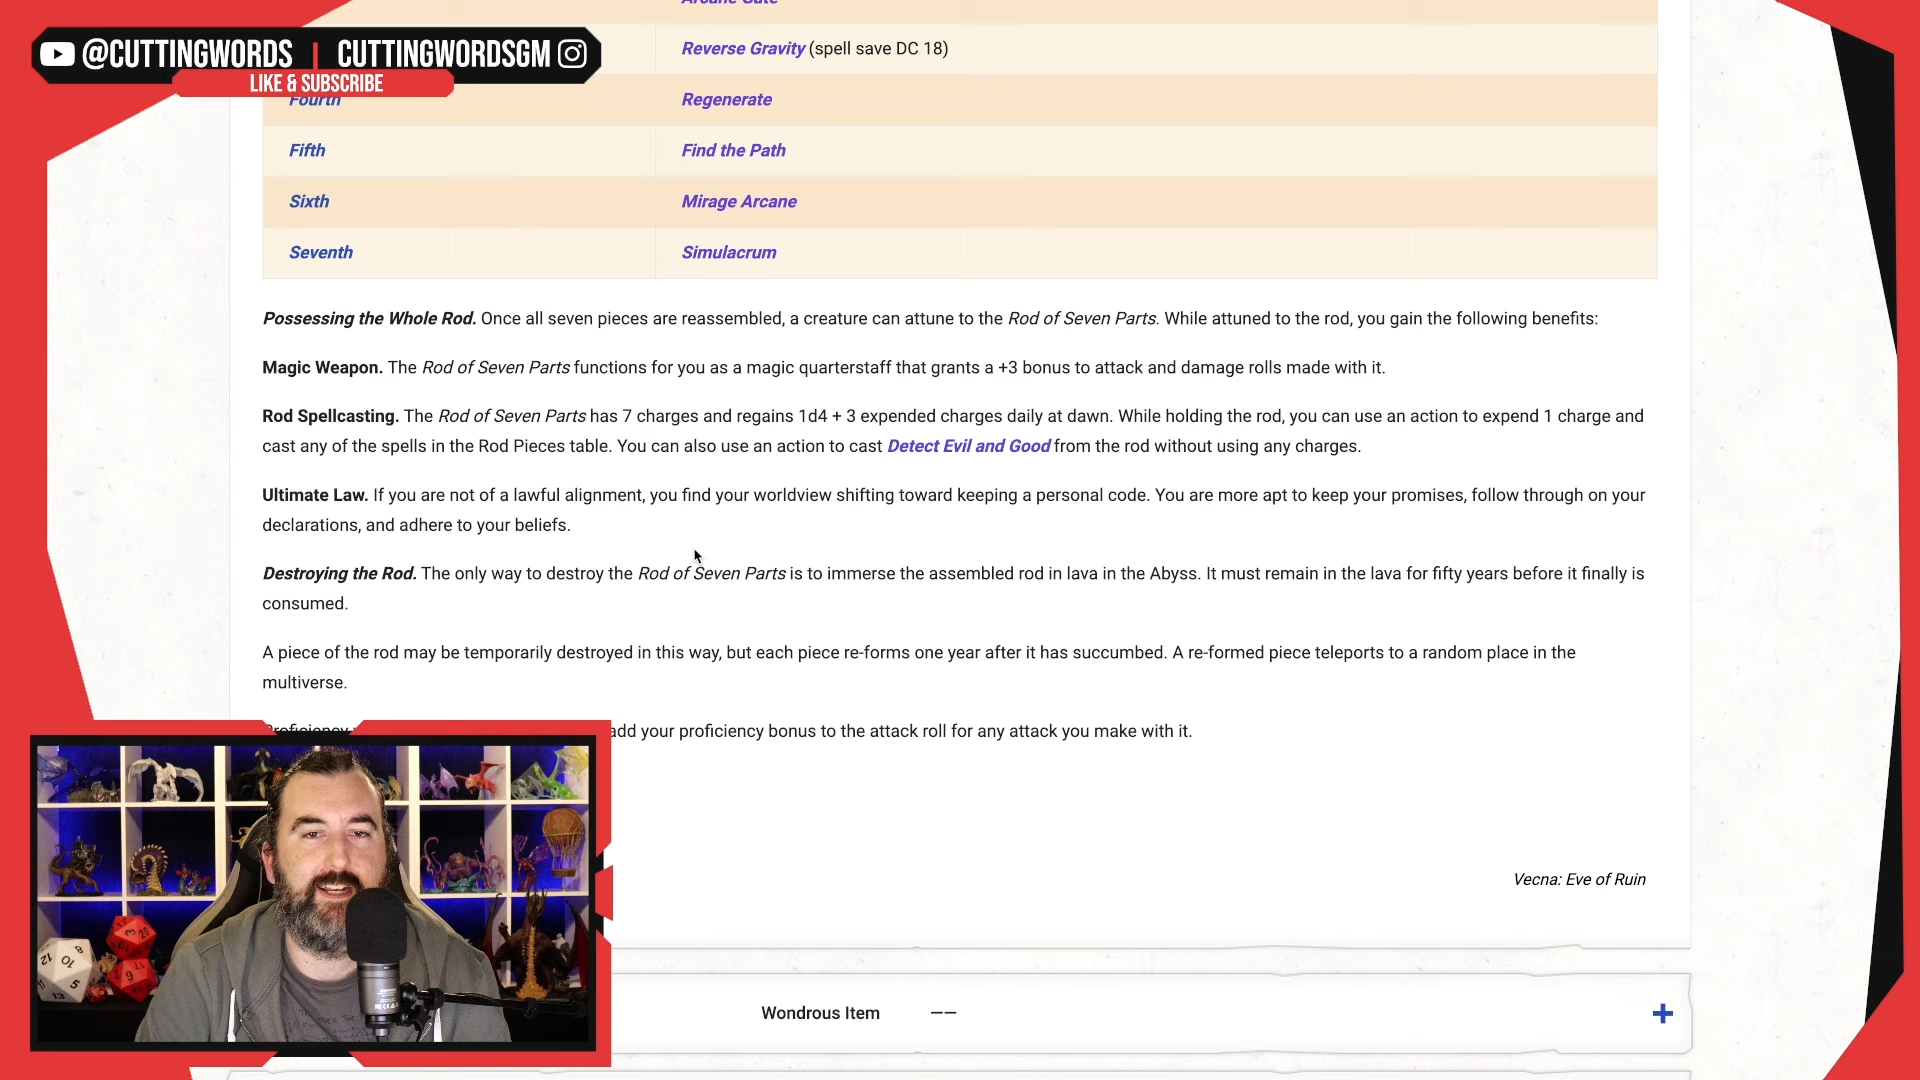 Arcane Gate
@CUTTINGWORDS | CUTTINGWORDSGM
LIKE & SUBSCRIBE
Reverse Gravity (spell save DC 18)
Fourth Regenerate
Fifth Find the Path
Sixth Mirage Arcane
Seventh Simulacrum
Possessing the Whole Rod. Once all seven pieces are reassembled, a creature can attune to the Rod of Seven Parts. While attuned to the rod, you gain the following benefits:
Magic Weapon. The Rod of Seven Parts functions for you as a magic quarterstaff that grants a +3 bonus to attack and damage rolls made with it.
Rod Spellcasting. The Rod of Seven Parts has 7 charges and regains 1d4 + 3 expended charges daily at dawn. While holding the rod, you can use an action to expend 1 charge and
cast any of the spells in the Rod Pieces table. You can also use an action to cast Detect Evil and Good from the rod without using any charges.
Ultimate Law. If you are not of a lawful alignment, you find your worldview shifting toward keeping a personal code. You are more apt to keep your promises, follow through on your
declarations, and adhere to your beliefs.
Destroying the Rod. The only way to destroy the Rod of Seven Parts is to immerse the assembled rod in lava in the Abyss. It must remain in the lava for fifty years before it finally is
consumed.
A piece of the rod may be temporarily destroyed in this way, but each piece re-forms one year after it has succumbed. A re-formed piece teleports to a random place in the
multiverse.
Proficiency add your proficiency bonus to the attack roll for any attack you make with it.
Vecna: Eve of Ruin
Wondrous Item ——